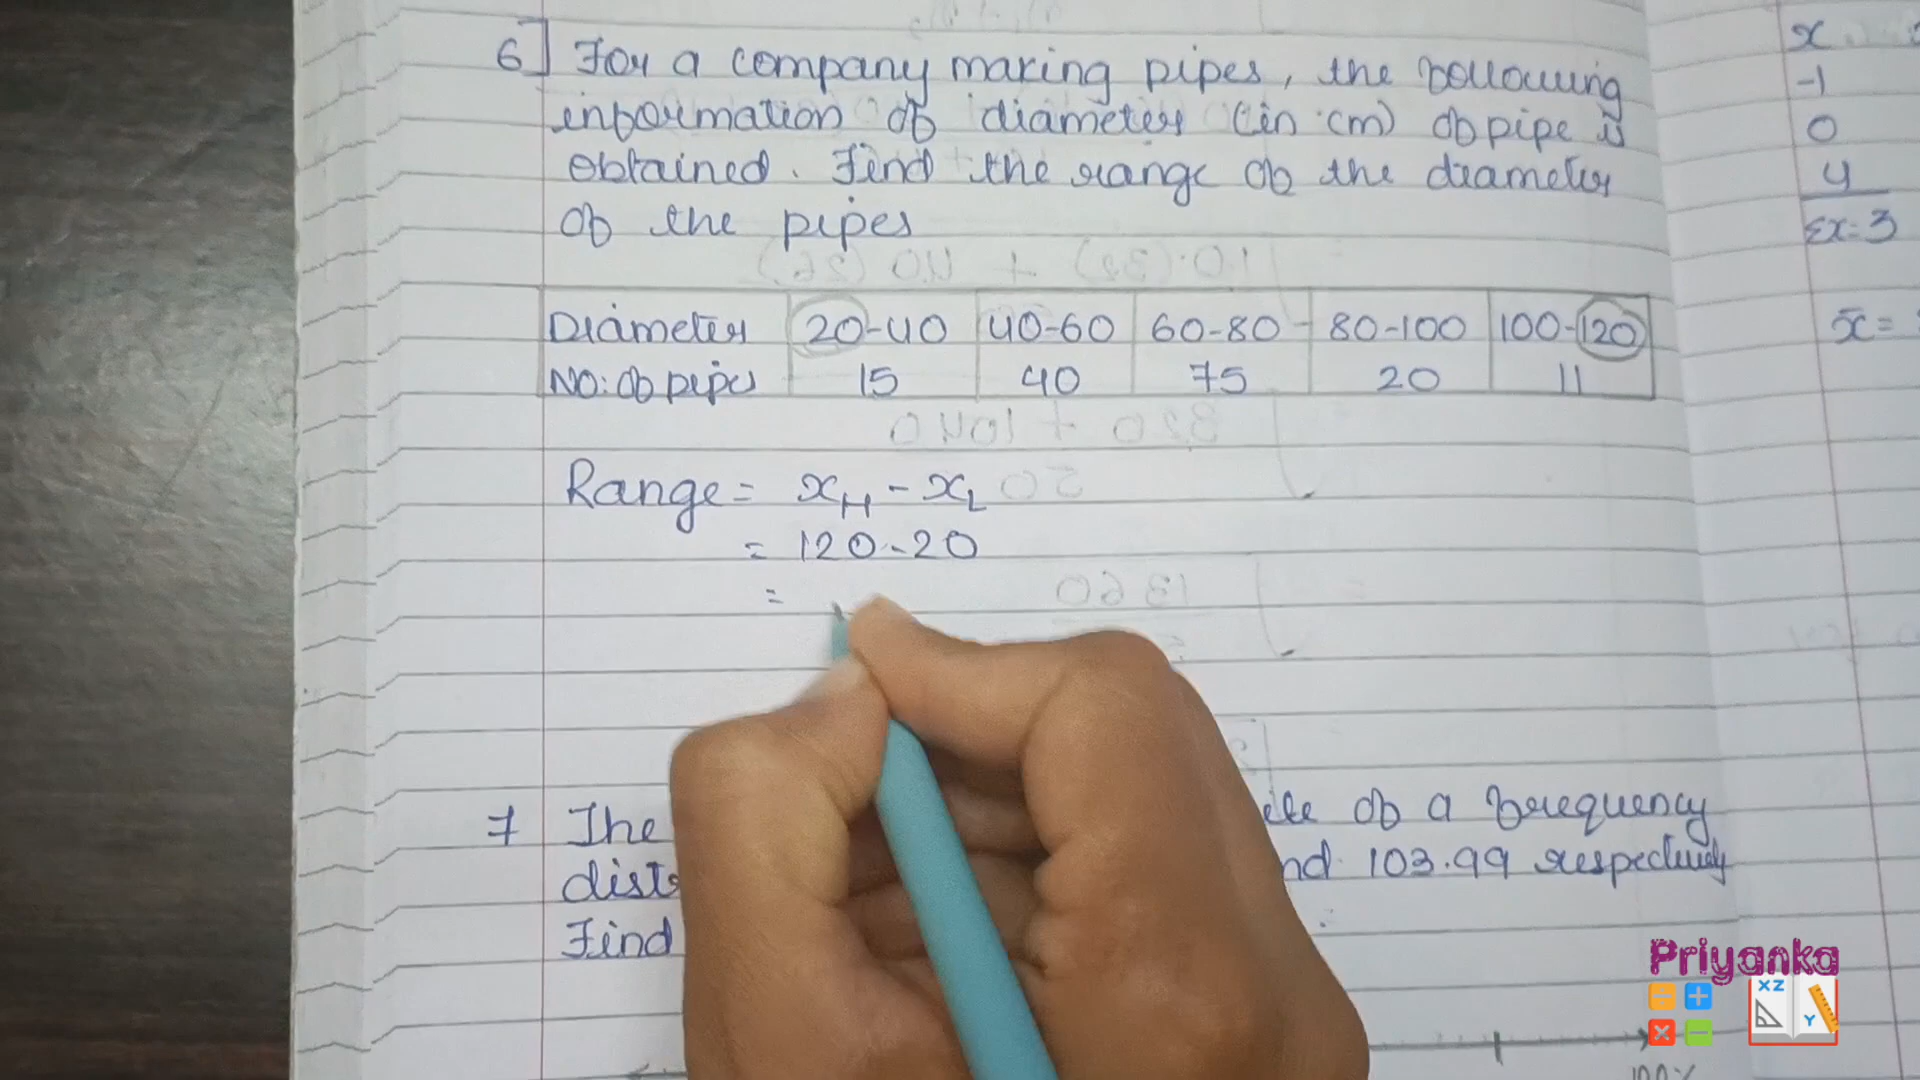 6] For a company making pipes, the following
information of diameter (in cm) of pipe is
obtained. Find the range of the diameter
of the pipes
Diameter 20-40 40-60 60-80 80-100 100-120
No: of pipes 15 40 75 20 11
Range = xH - xL
= 120-20
=
7 The of a frequency
distr 103.99 respectively
Find
x
-1
0
4
Σx=3
x̄ =
Priyanka
XZ
Y
100%